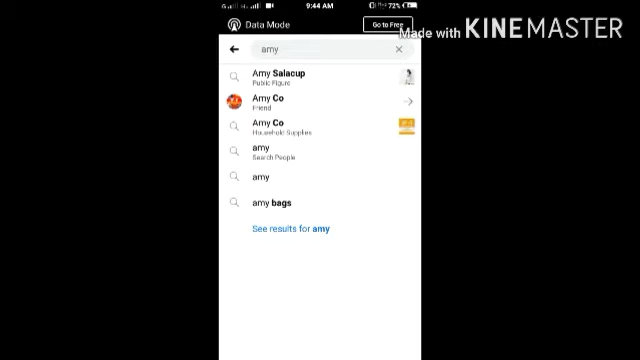 9:44 AM
72%
Data Mode
Go to Free
Made with KINEMASTER
amy
Amy Salacup
Public Figure
Amy Co
Friend
Amy Co
Household Supplies
amy
Search People
amy
amy bags
See results for amy